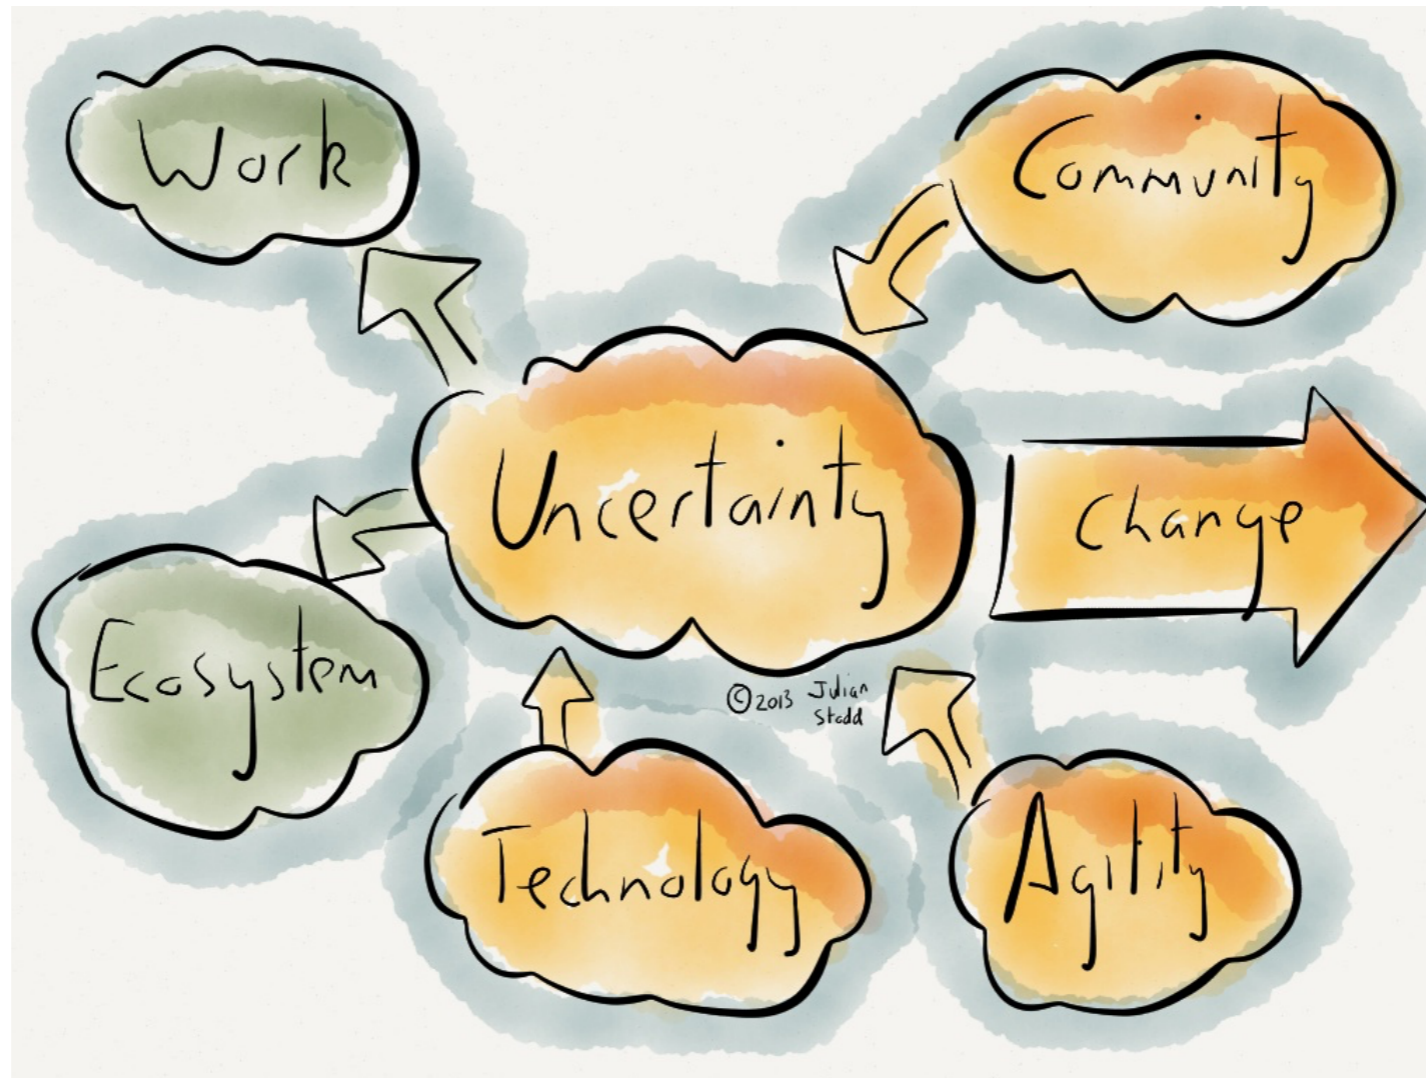 Work
Community
Uncertainty
Change
Ecosystem
© 2013 Julian
Stodd
Technology
Agility